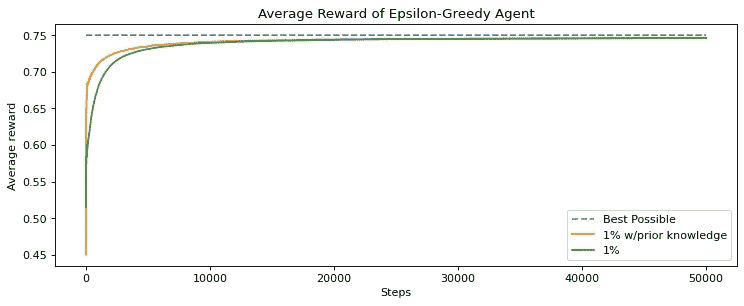 Average Reward of Epsilon-Greedy Agent
0.75
0.70
0.65
0.60
0.55
0.50
0.45
Average reward
0
10000
20000
30000
40000
50000
Steps
Best Possible
1% w/prior knowledge
1%